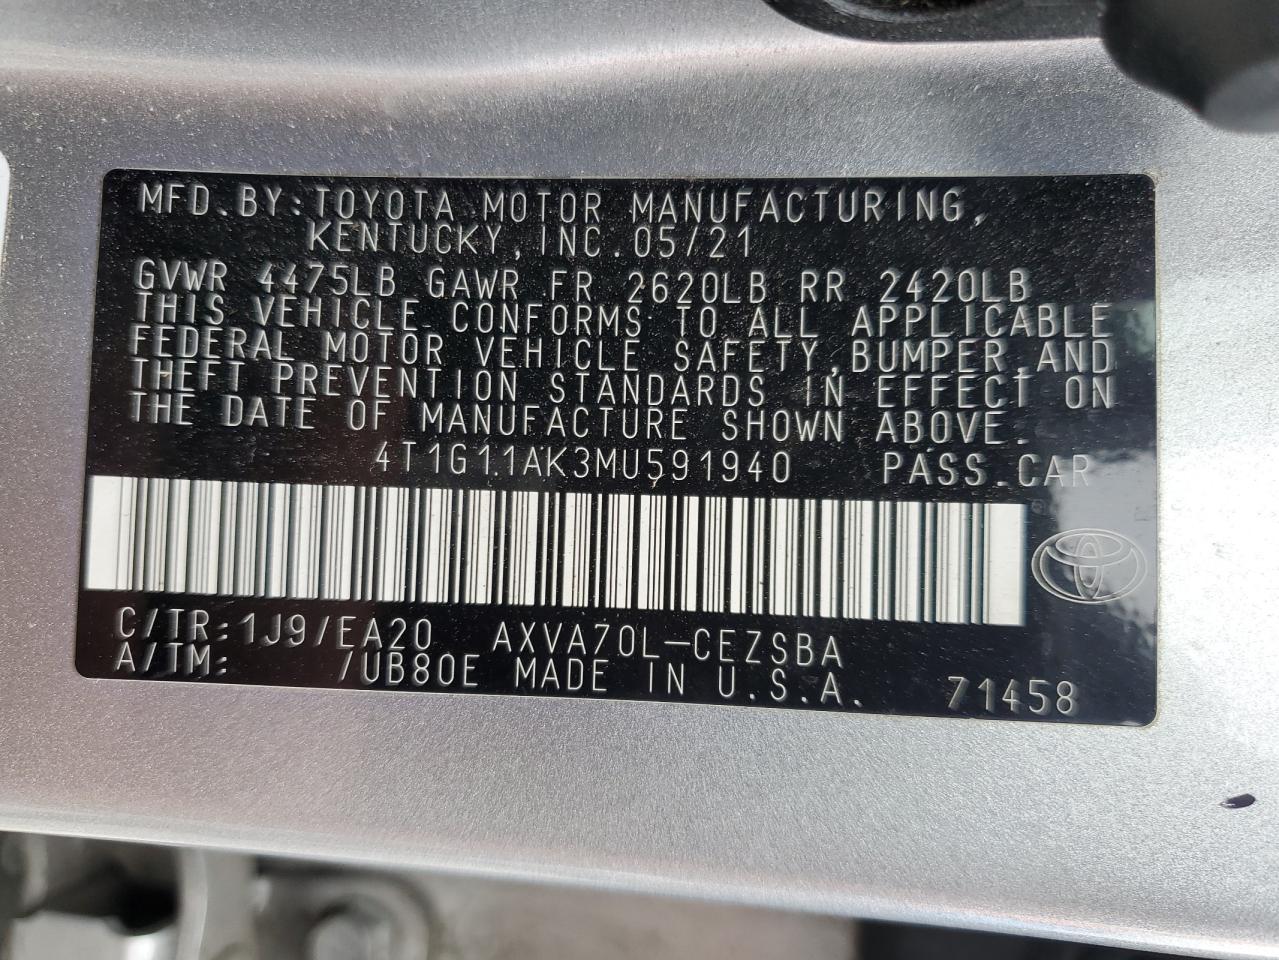 MFD.BY:TOYOTA MOTOR MANUFACTURING,
KENTUCKY, INC.05/21
GVWR 4475LB GAWR FR 2620LB RR 2420LB
THIS VEHICLE CONFORMS TO ALL APPLICABLE
FEDERAL MOTOR VEHICLE SAFETY,BUMPER,AND
THEFT PREVENTION STANDARDS IN EFFECT ON
THE DATE OF MANUFACTURE SHOWN ABOVE.
4T1G11AK3MU591940 PASS.CAR
C/TR:1J9/EA20 AXVA70L-CEZSBA
A/TM: /UB80E MADE IN U.S.A. 71458